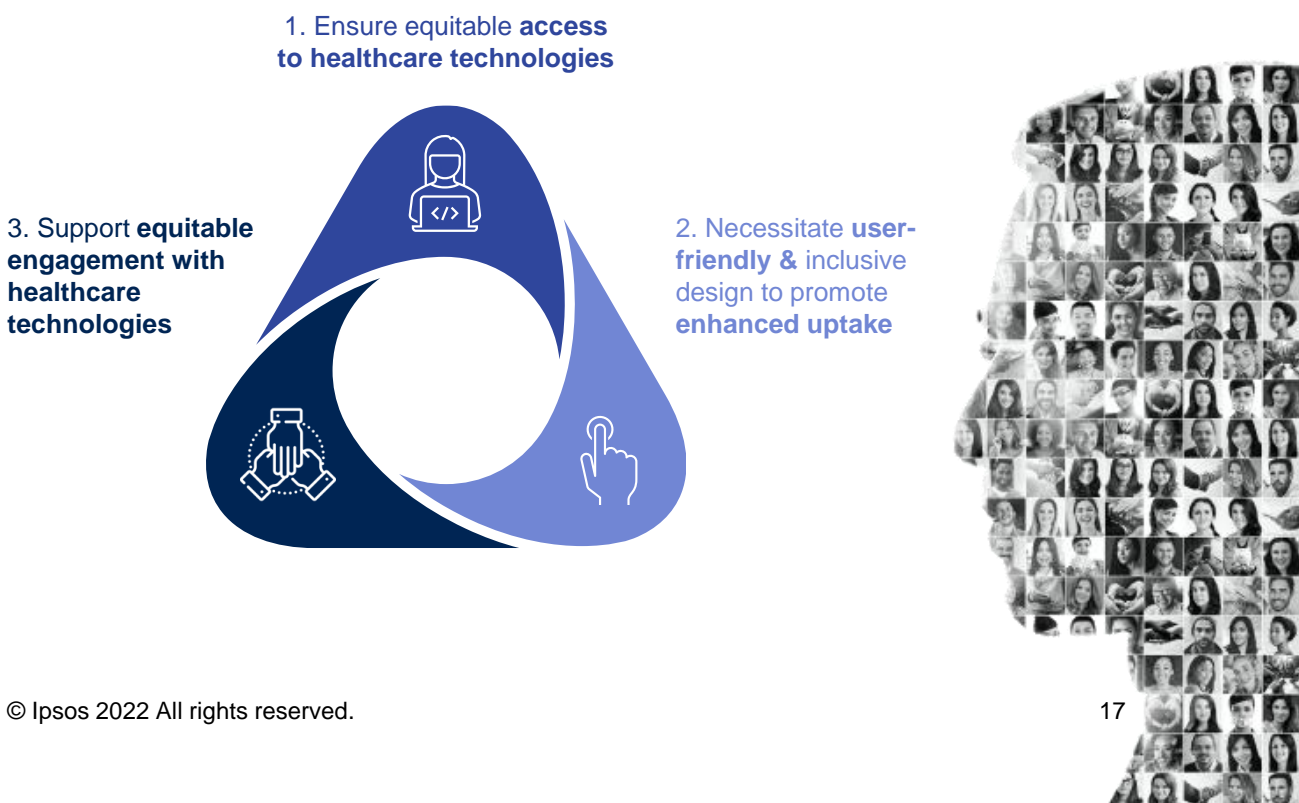 1. Ensure equitable access
to healthcare technologies
</>
3. Support equitable
engagement with
healthcare
technologies
2. Necessitate user-
friendly & inclusive
design to promote
enhanced uptake
© Ipsos 2022 All rights reserved.
17